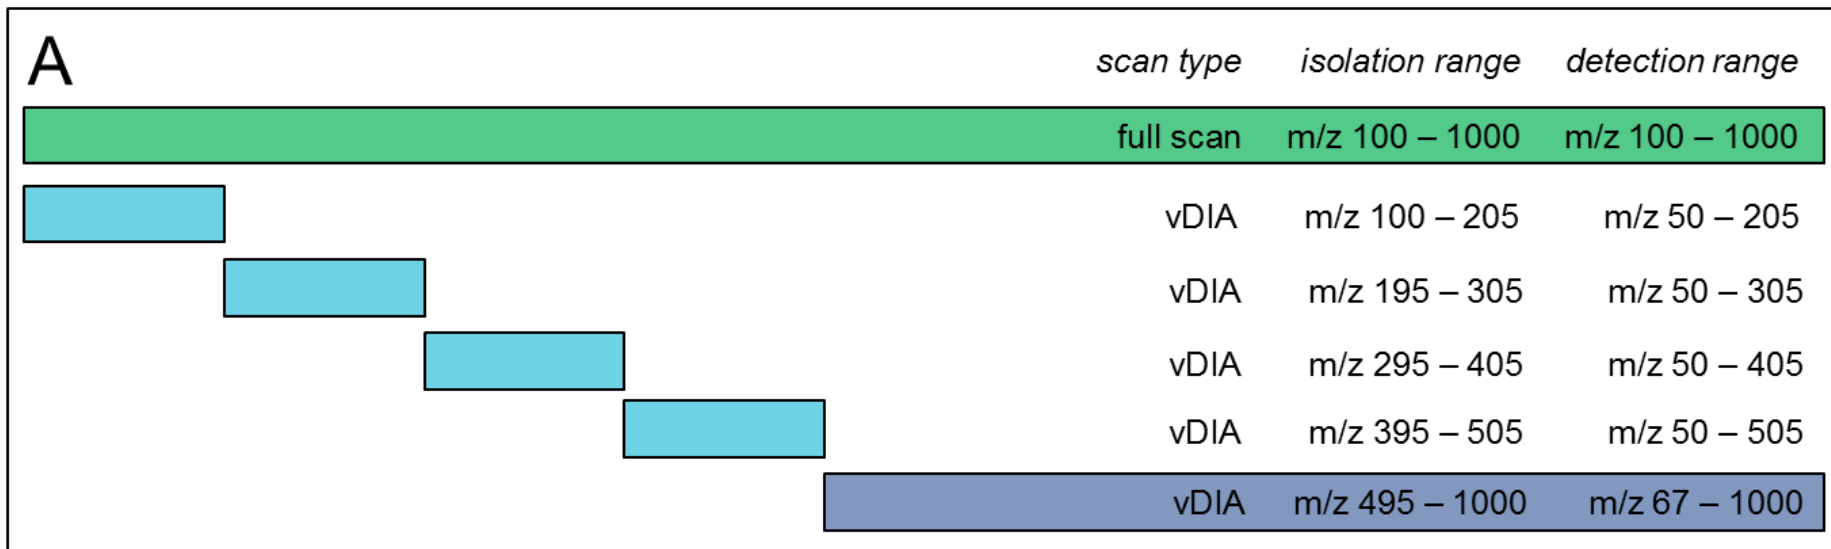 A
scan type isolation range detection range
full scan m/z 100 – 1000 m/z 100 – 1000
vDIA m/z 100 – 205 m/z 50 – 205
vDIA m/z 195 – 305 m/z 50 – 305
vDIA m/z 295 – 405 m/z 50 – 405
vDIA m/z 395 – 505 m/z 50 – 505
vDIA m/z 495 – 1000 m/z 67 – 1000